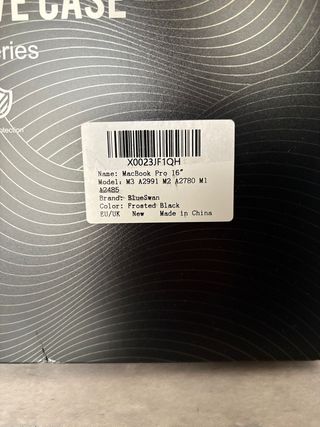 VE CASE
eries
otection
X0023JF1QH
Name: MacBook Pro 16"
Model: M3 A2991 M2 A2780 M1
A2485
Brand: BlueSwan
Color: Frosted Black
EU/UK New Made in China